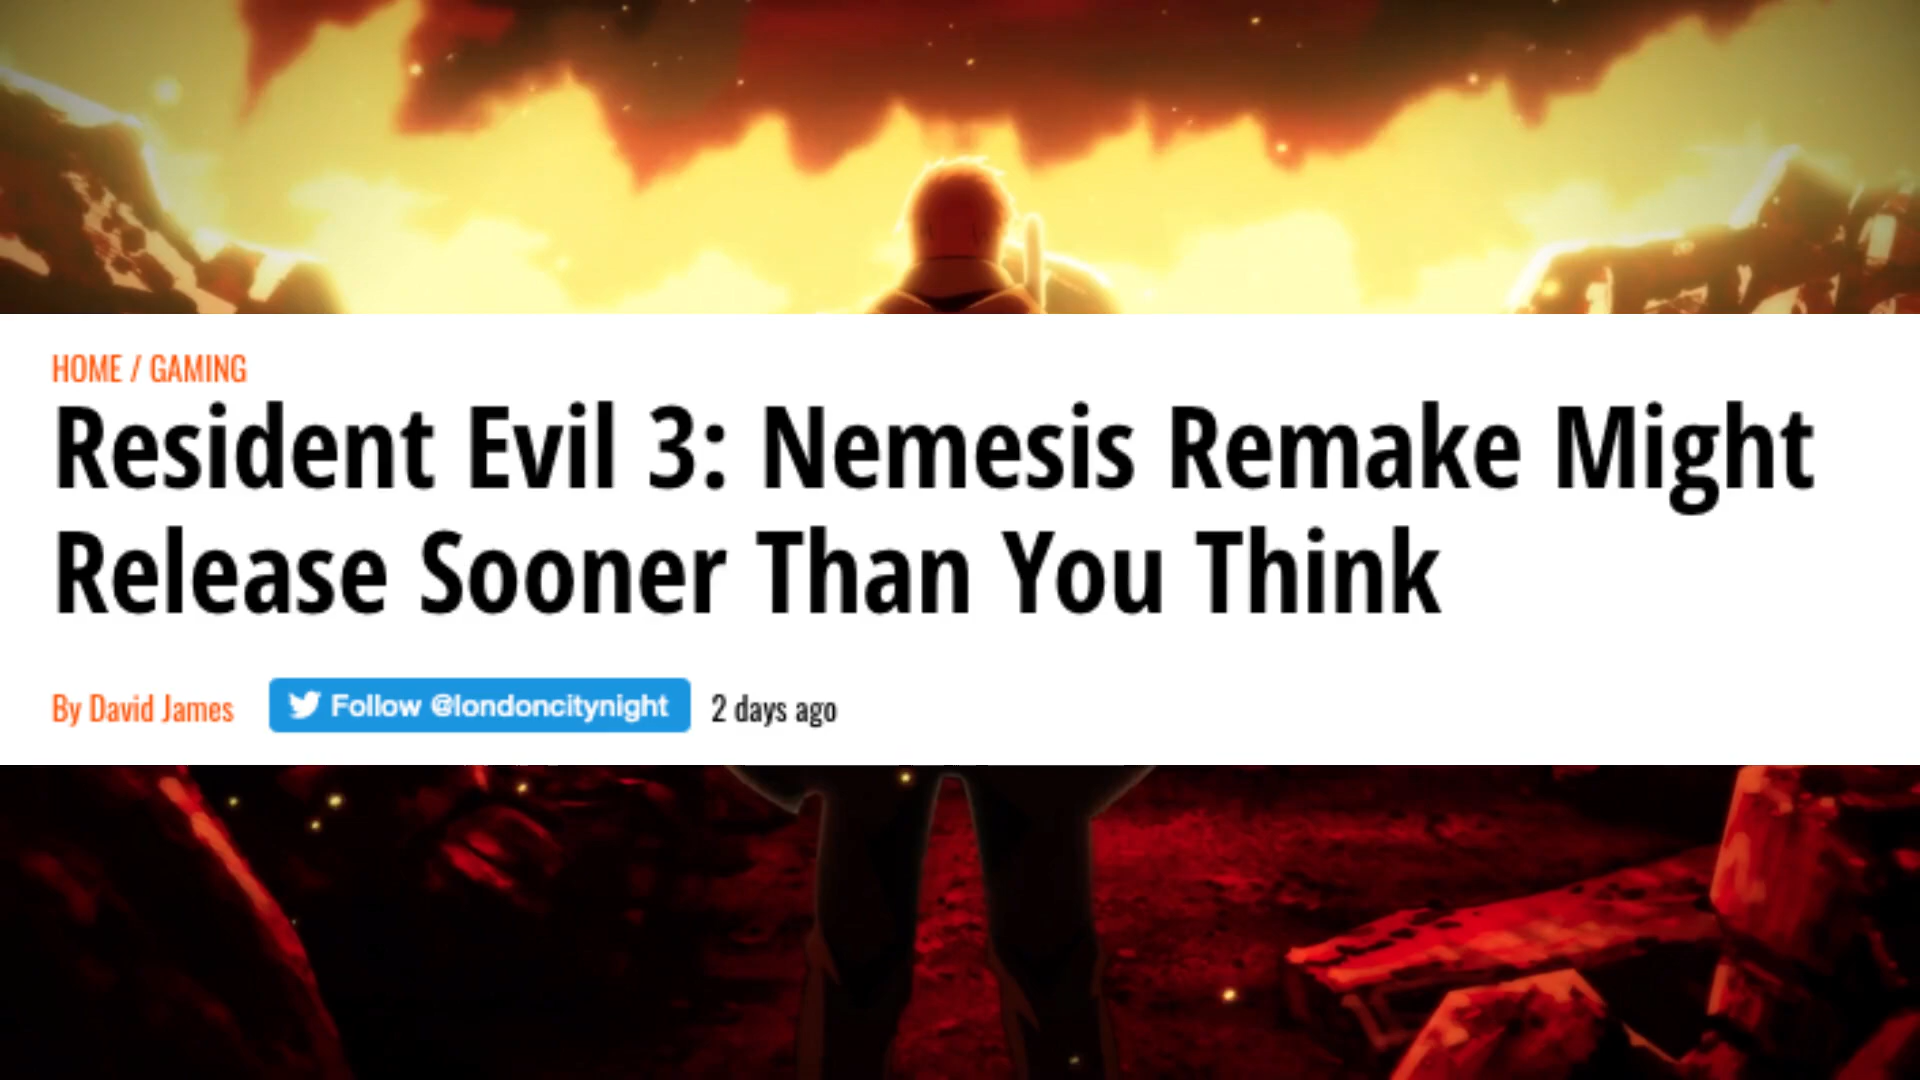 HOME / GAMING
Resident Evil 3: Nemesis Remake Might
Release Sooner Than You Think
By David James Follow @londoncitynight 2 days ago